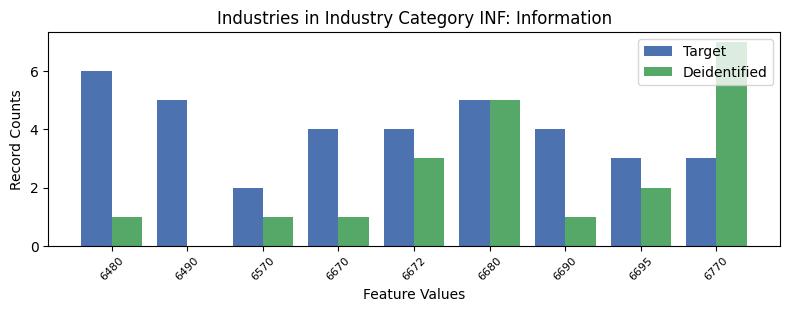 Industries in Industry Category INF: Information
Target
Deidentified
Record Counts
6
4
2
0
6480 6490 6570 6670 6672 6680 6690 6695 6770
Feature Values